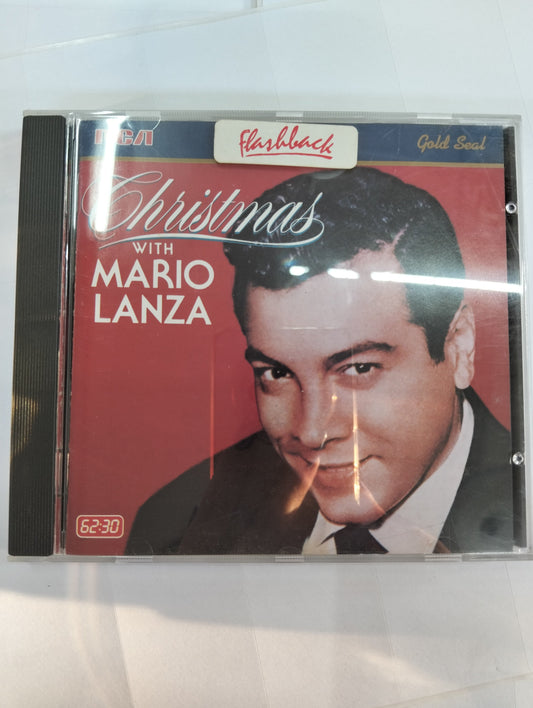 RCA
Flashback
Gold Seal
Christmas
WITH
MARIO
LANZA
62:30